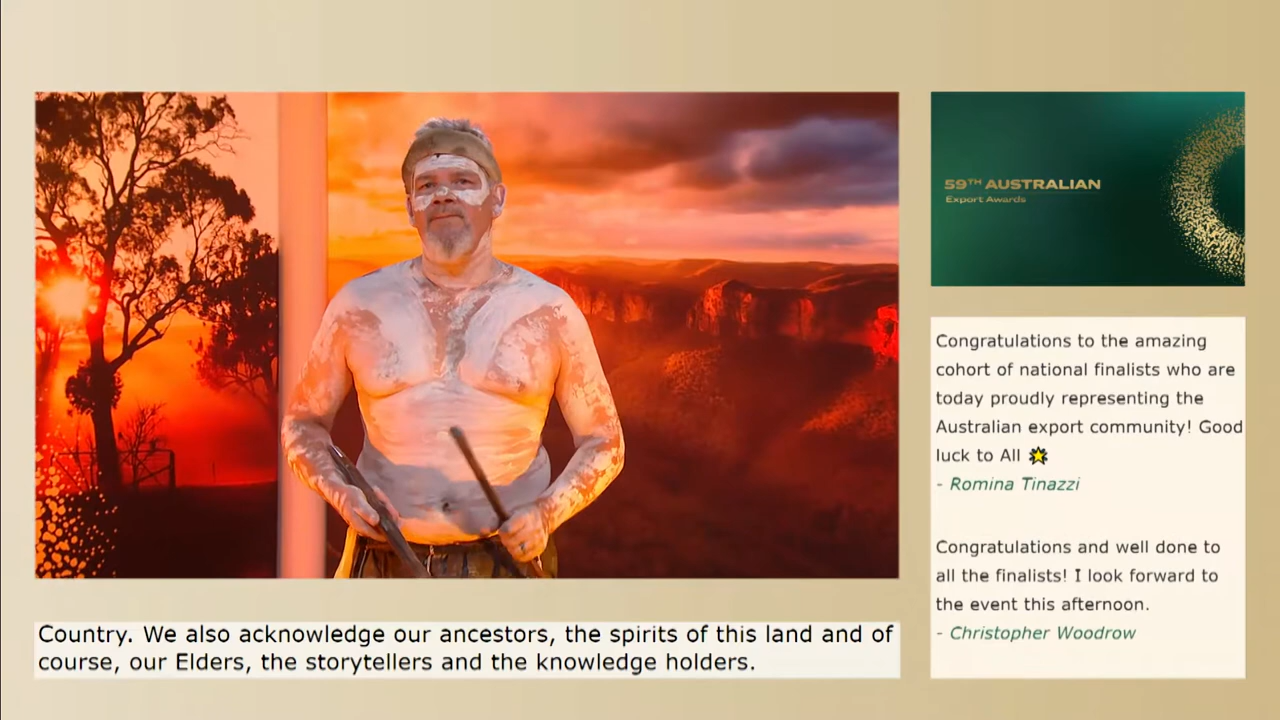 59TH AUSTRALIAN
Export Awards
Congratulations to the amazing
cohort of national finalists who are
today proudly representing the
Australian export community! Good
luck to All 🌟
- Romina Tinazzi
Congratulations and well done to
all the finalists! I look forward to
the event this afternoon.
- Christopher Woodrow
Country. We also acknowledge our ancestors, the spirits of this land and of
course, our Elders, the storytellers and the knowledge holders.